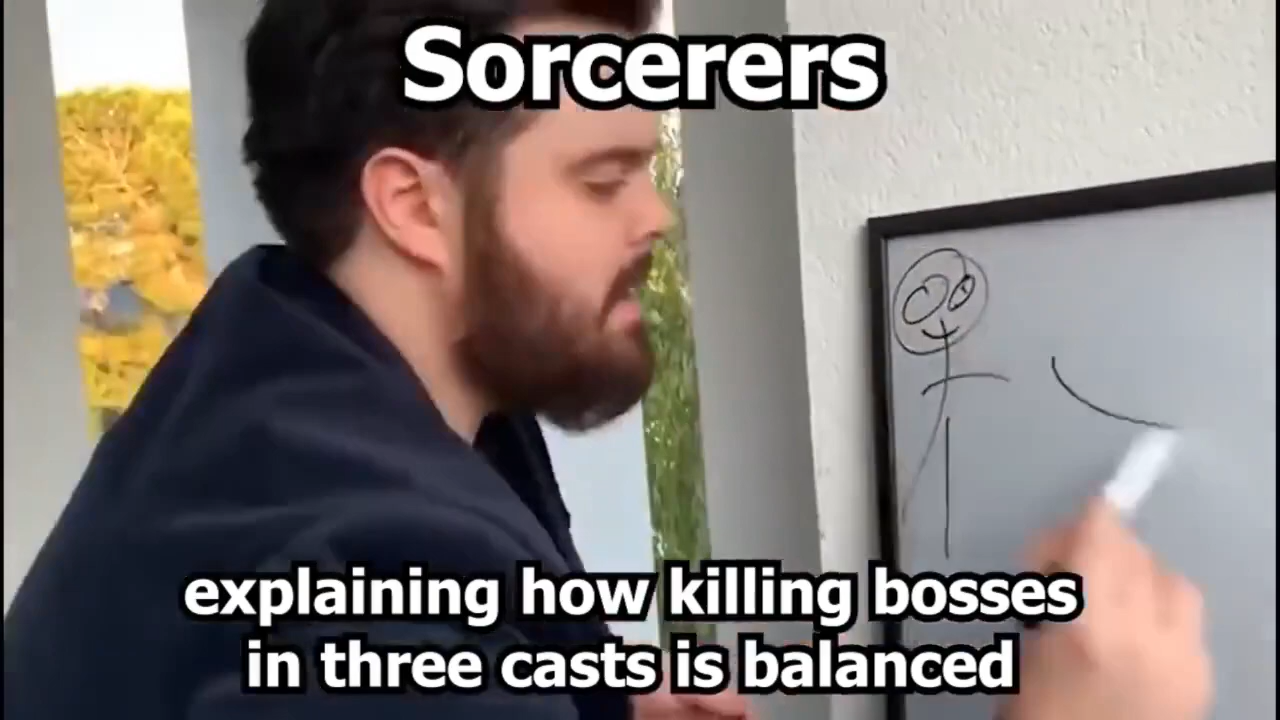 Sorcerers
explaining how killing bosses
in three casts is balanced